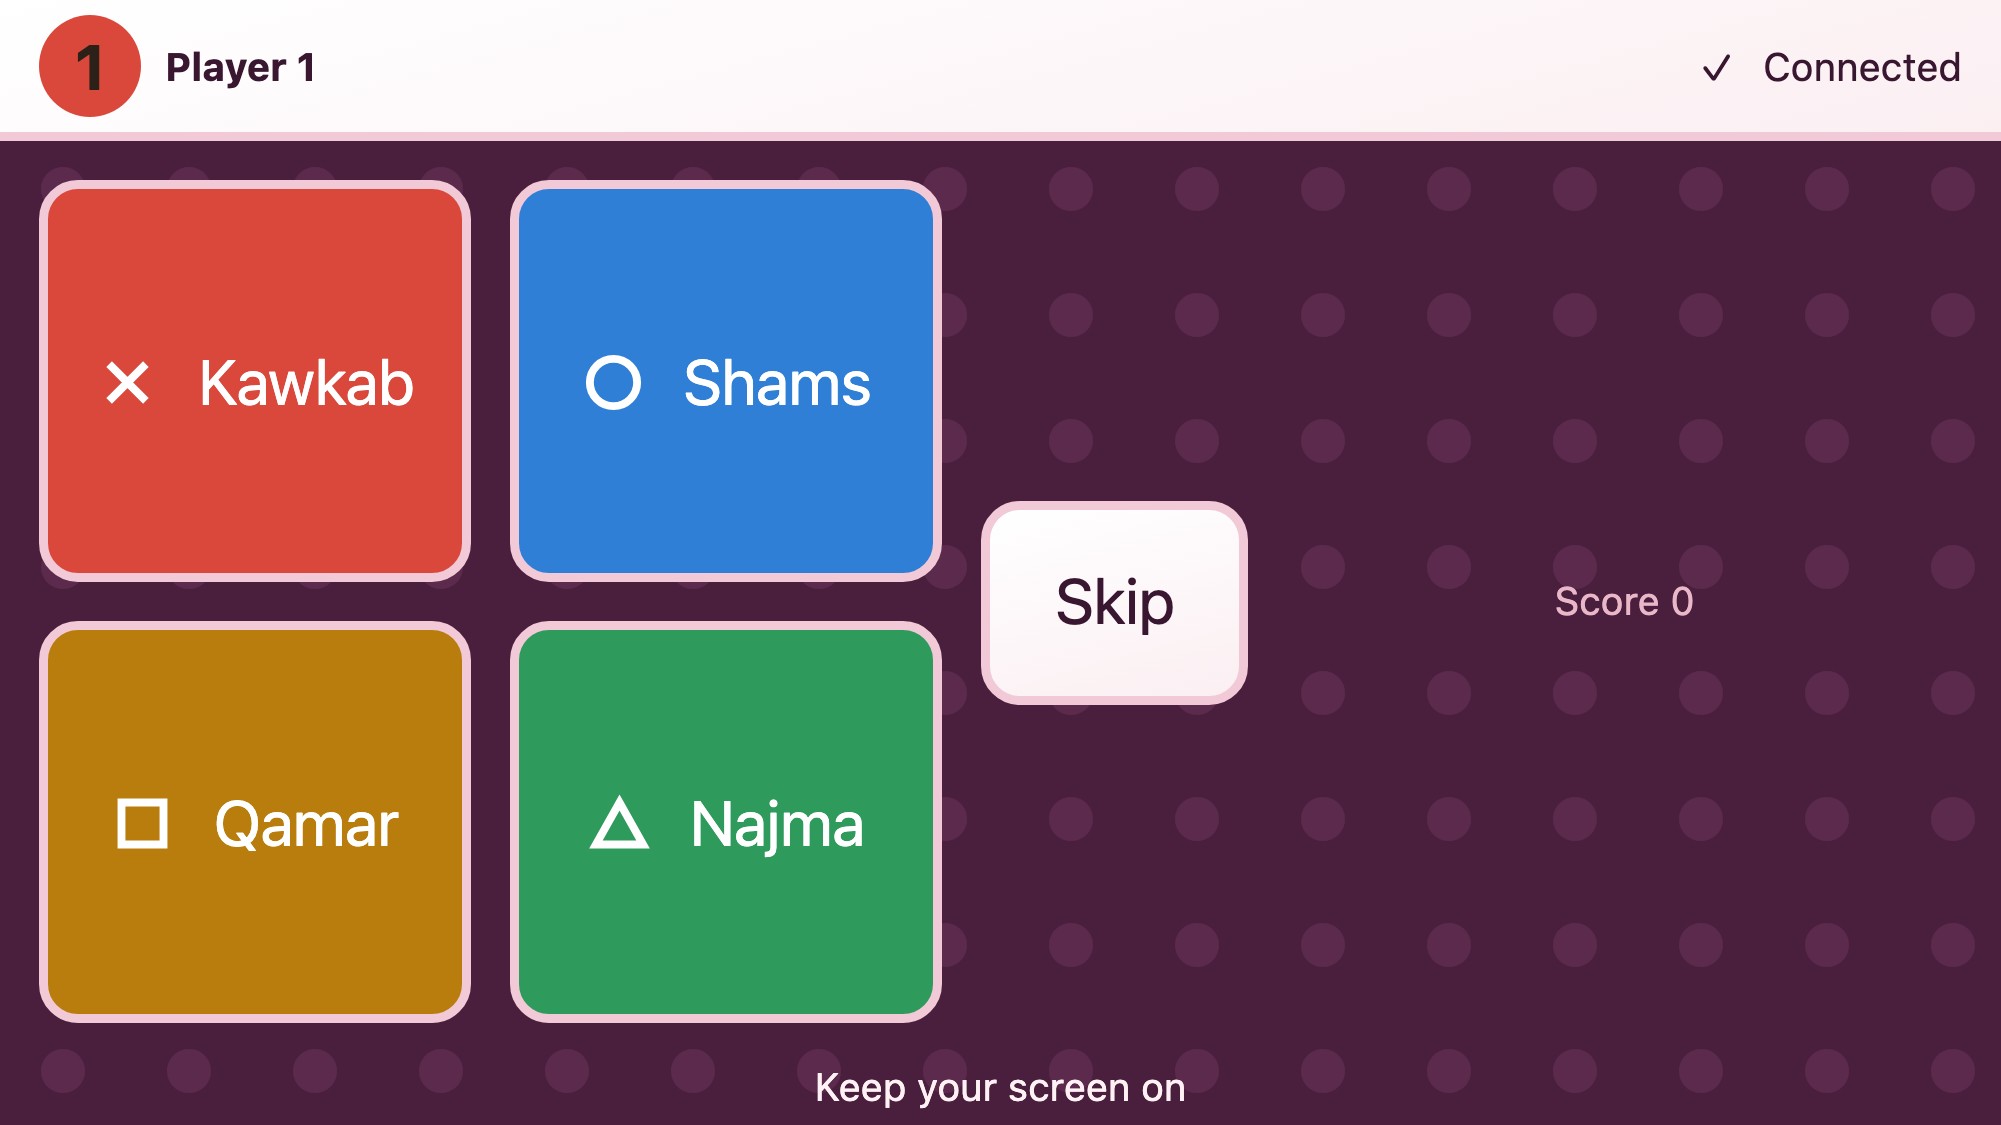 1 Player 1
✓ Connected
Kawkab
Shams
Qamar
Najma
Skip
Score 0
Keep your screen on